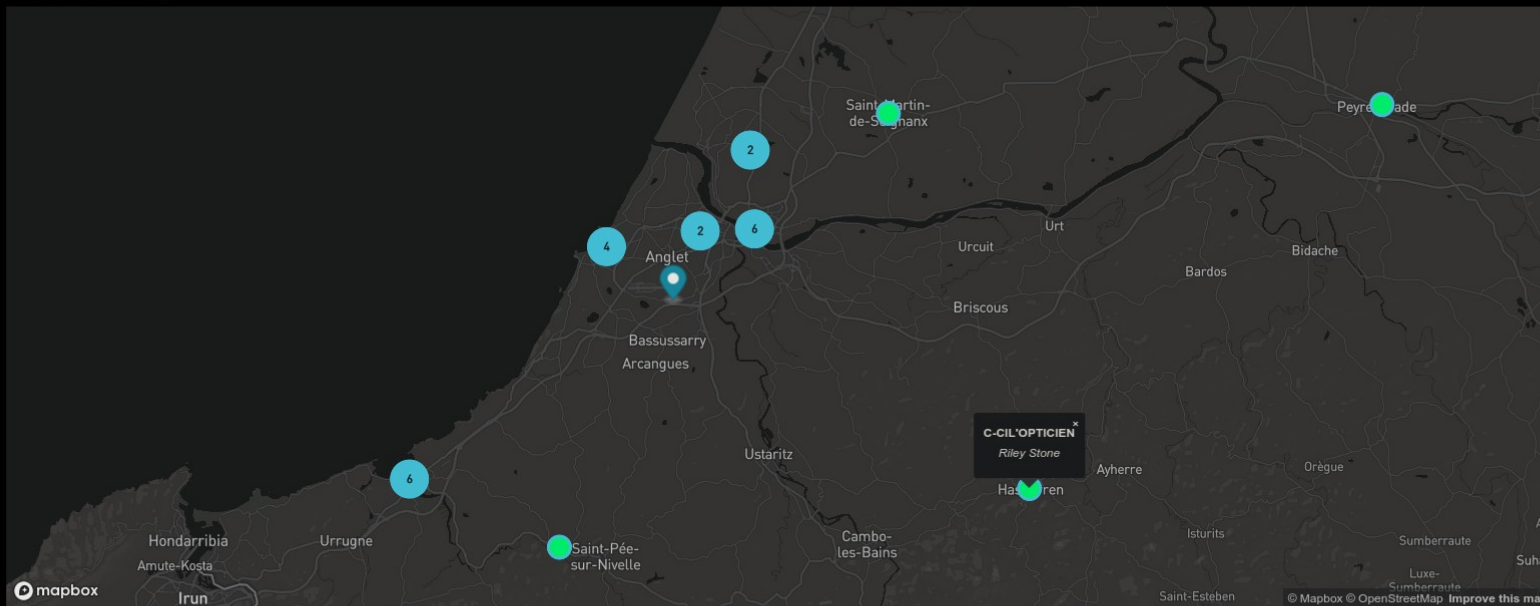 Saint-Martin-
de-Seignanx
Peyrehorade
2
2
6
4
Anglet
Urt
Urcuit
Bidache
Bardos
Briscous
Bassussarry
Arcangues
×
C-CIL'OPTICIEN
Riley Stone
Ustaritz
Ayherre
Orègue
6
Hasparren
Isturits
Hondarribia
Urrugne
Cambo-
les-Bains
Sumberraute
Saint-Pée-
sur-Nivelle
Amute-Kosta
Suh
Luxe-
Sumberraute
mapbox
Irun
Saint-Esteben
© Mapbox © OpenStreetMap Improve this ma